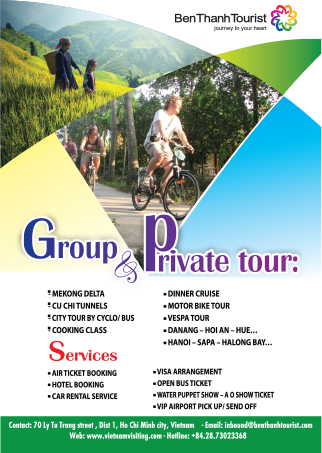 BenThanhTourist
journey to your heart
Group & Private tour:
MEKONG DELTA
CU CHI TUNNELS
CITY TOUR BY CYCLO/ BUS
COOKING CLASS
DINNER CRUISE
MOTOR BIKE TOUR
VESPA TOUR
DANANG – HOI AN – HUE...
HANOI – SAPA – HALONG BAY...
Services
AIR TICKET BOOKING
HOTEL BOOKING
CAR RENTAL SERVICE
VISA ARRANGEMENT
OPEN BUS TICKET
WATER PUPPET SHOW – A O SHOW TICKET
VIP AIRPORT PICK UP/ SEND OFF
Contact: 70 Ly Tu Trong street , Dist 1, Ho Chi Minh city, Vietnam - Email: inbound@benthanhtourist.com
Web: www.vietnamvisiting.com - Hotline: +84.28.73023368